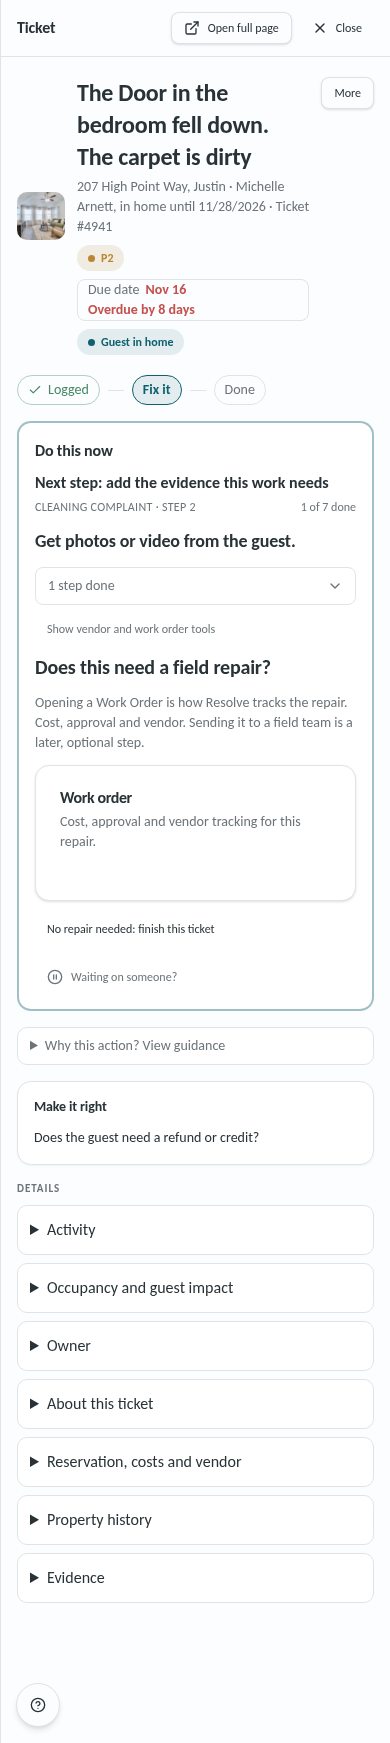 Ticket
Open full page
Close
The Door in the
bedroom fell down.
The carpet is dirty
More
207 High Point Way, Justin · Michelle
Arnett, in home until 11/28/2026 · Ticket
#4941
P2
Due date Nov 16
Overdue by 8 days
Guest in home
Logged
Fix it
Done
Do this now
Next step: add the evidence this work needs
CLEANING COMPLAINT · STEP 2
1 of 7 done
Get photos or video from the guest.
1 step done
Show vendor and work order tools
Does this need a field repair?
Opening a Work Order is how Resolve tracks the repair.
Cost, approval and vendor. Sending it to a field team is a
later, optional step.
Work order
Cost, approval and vendor tracking for this
repair.
No repair needed: finish this ticket
Waiting on someone?
Why this action? View guidance
Make it right
Does the guest need a refund or credit?
DETAILS
Activity
Occupancy and guest impact
Owner
About this ticket
Reservation, costs and vendor
Property history
Evidence